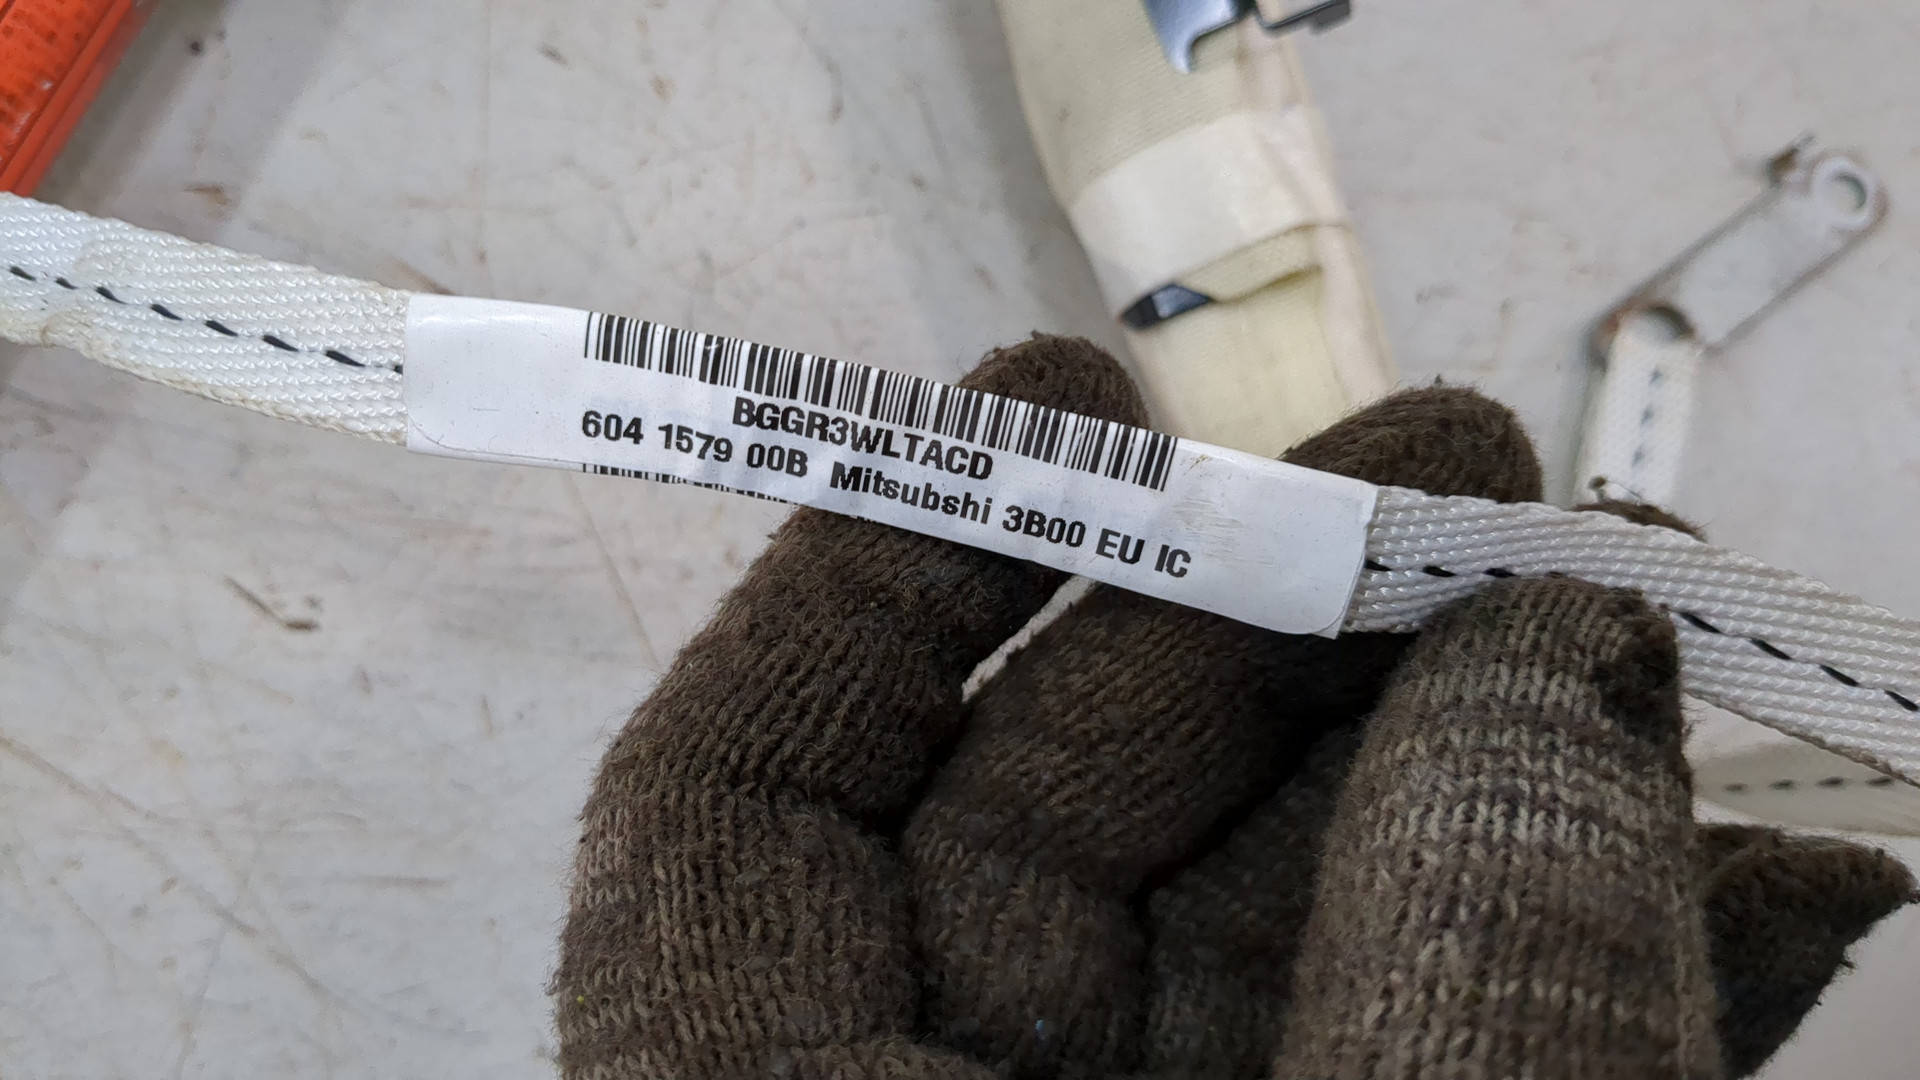 BGGR3WLTACD
604 1579 00B Mitsubshi 3B00 EU IC